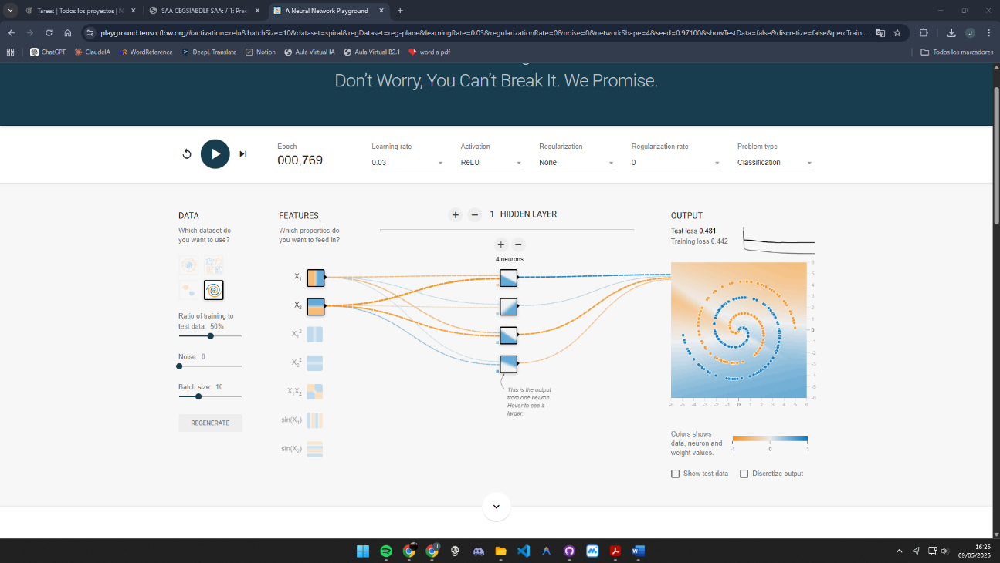 Tareas | Todos los proyectos | N
SAA CEGSIABDLF SAA: / 1: Prac
A Neural Network Playground
playground.tensorflow.org/#activation=relu&batchSize=10&dataset=spiral&regDataset=reg-plane&learningRate=0.03&regularizationRate=0&noise=0&networkShape=4&seed=0.97100&showTestData=false&discretize=false&percTrain...
ChatGPT
ClaudeIA
WordReference
DeepL Translate
Notion
Aula Virtual IA
Aula Virtual B2.1
word a pdf
Todos los marcadores
Don't Worry, You Can't Break It. We Promise.
Epoch
000,769
Learning rate
0.03
Activation
ReLU
Regularization
None
Regularization rate
0
Problem type
Classification
DATA
Which dataset do
you want to use?
Ratio of training to
test data: 50%
Noise: 0
Batch size: 10
REGENERATE
FEATURES
Which properties do
you want to feed in?
X1
X2
X1²
X2²
X1X2
sin(X1)
sin(X2)
+ − 1 HIDDEN LAYER
+ −
4 neurons
This is the output
from one neuron.
Hover to see it
larger.
OUTPUT
Test loss 0.481
Training loss 0.442
6
5
4
3
2
1
0
-1
-2
-3
-4
-5
-6
-6 -5 -4 -3 -2 -1 0 1 2 3 4 5 6
Colors shows
data, neuron and
weight values.
-1 0 1
Show test data
Discretize output
16:26
09/05/2026